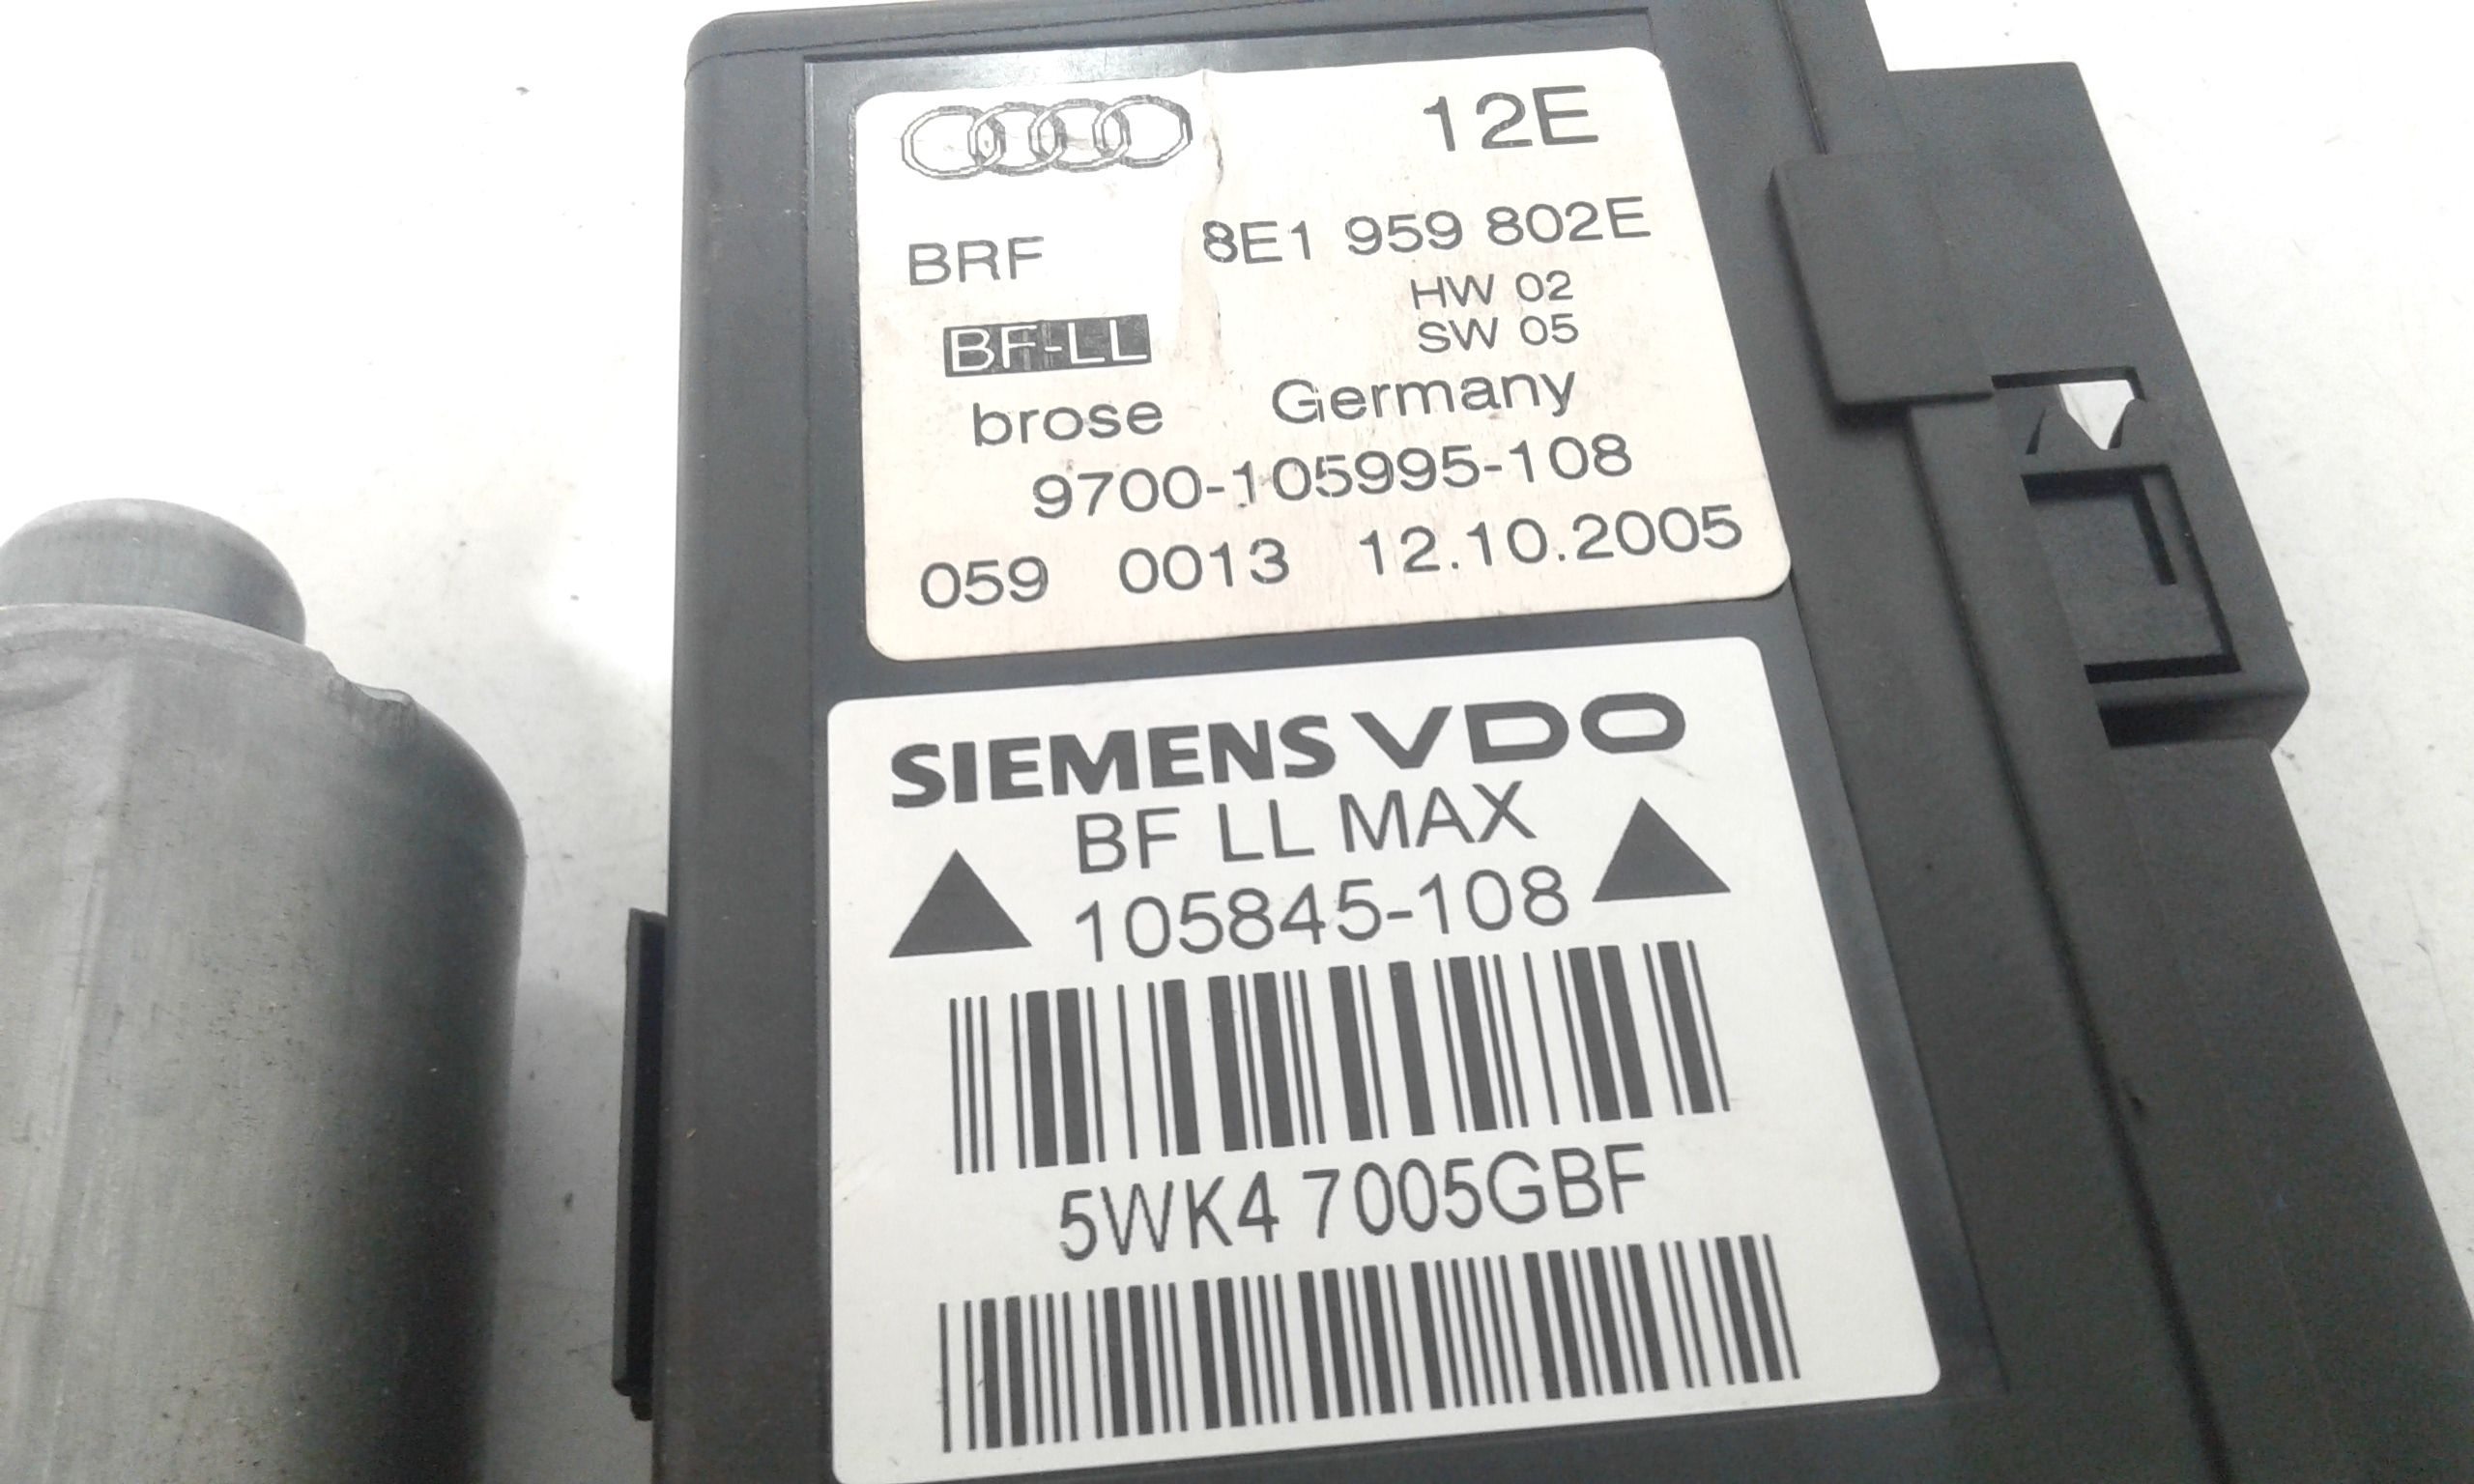 12E
BRF 8E1 959 802E
HW 02
BF-LL SW 05
brose Germany
9700-105995-108
059 0013 12.10.2005
SIEMENS VDO
BF LL MAX
105845-108
5WK4 7005GBF